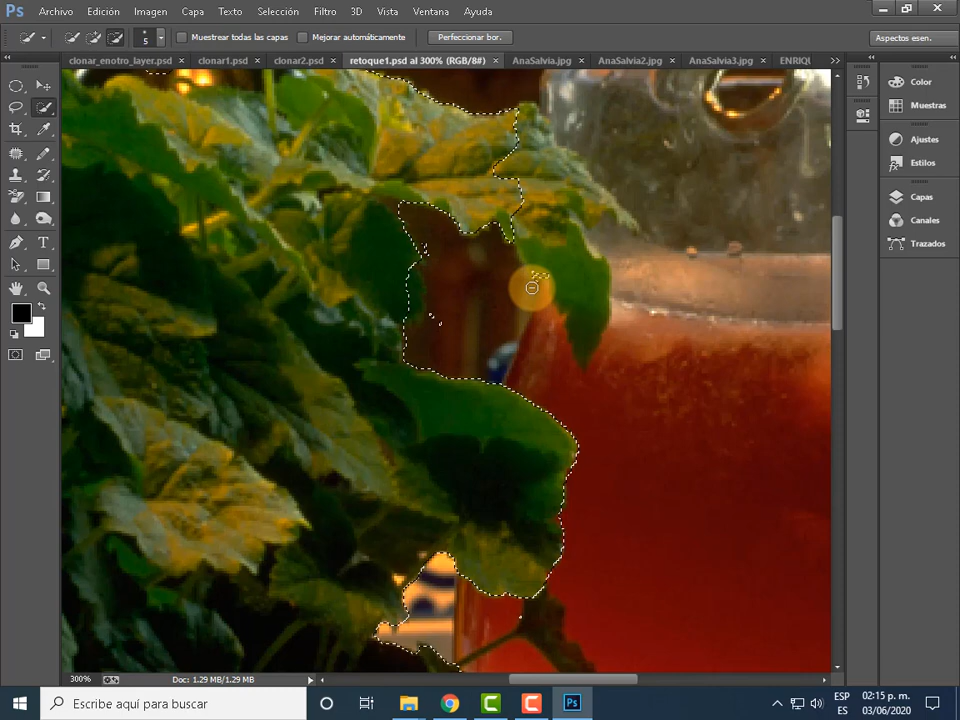 Ps Archivo Edición Imagen Capa Texto Selección Filtro 3D Vista Ventana Ayuda
5 Muestrear todas las capas Mejorar automáticamente Perfeccionar bor. Aspectos esen.
clonar_enotro_layer.psd × clonar1.psd × clonar2.psd × retoque1.psd al 300% (RGB/8#) × AnaSalvia.jpg × AnaSalvia2.jpg × AnaSalvia3.jpg × ENRIQU
Color
Muestras
Ajustes
Estilos
Capas
Canales
Trazados
300% Doc: 1.29 MB/1.29 MB
Escribe aquí para buscar
Ps
ESP
ES
02:15 p. m.
03/06/2020